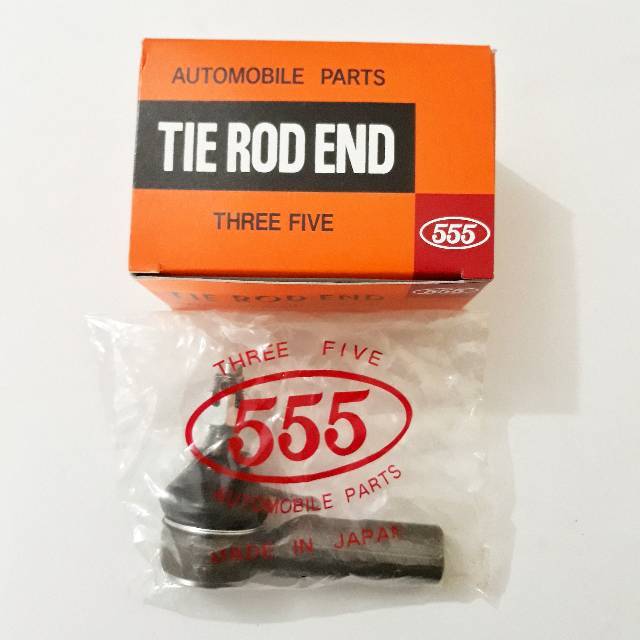 AUTOMOBILE PARTS
TIE ROD END
THREE FIVE
555
TIE ROD END
555
THREE FIVE
555
AUTOMOBILE PARTS
MADE IN JAPAN